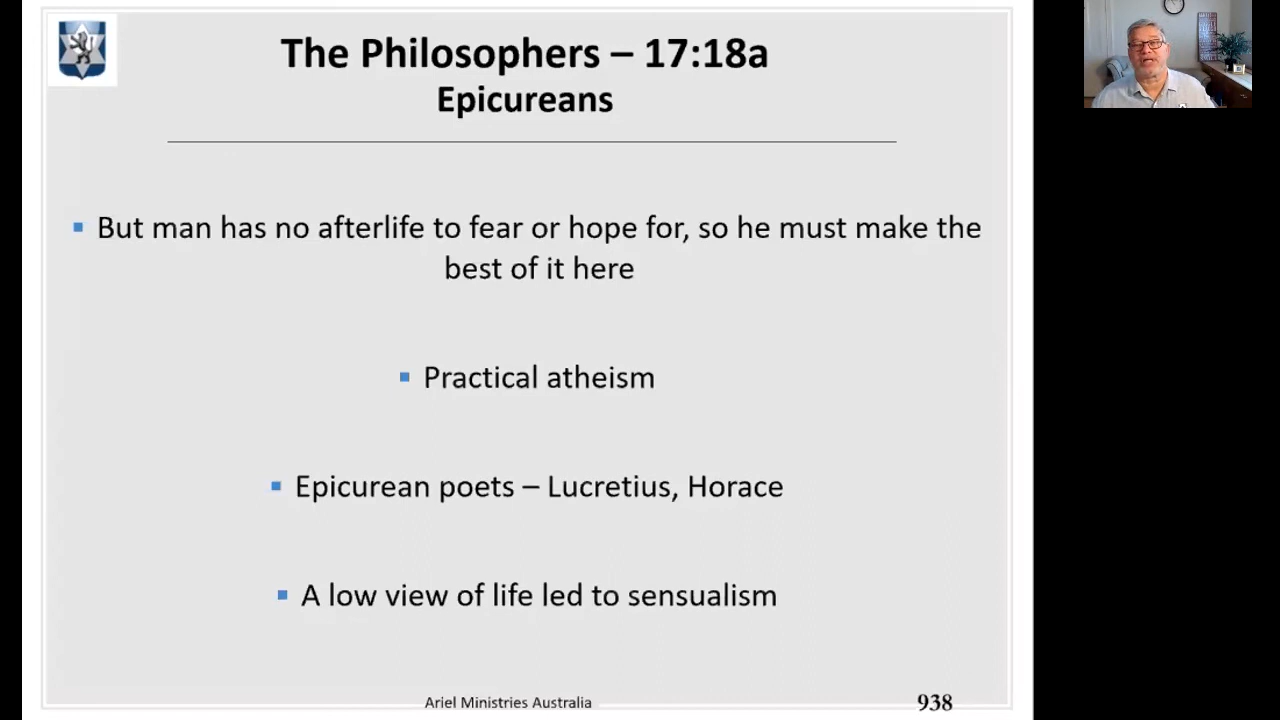 The Philosophers – 17:18a
Epicureans
▪ But man has no afterlife to fear or hope for, so he must make the
best of it here
▪ Practical atheism
▪ Epicurean poets – Lucretius, Horace
▪ A low view of life led to sensualism
Ariel Ministries Australia
938